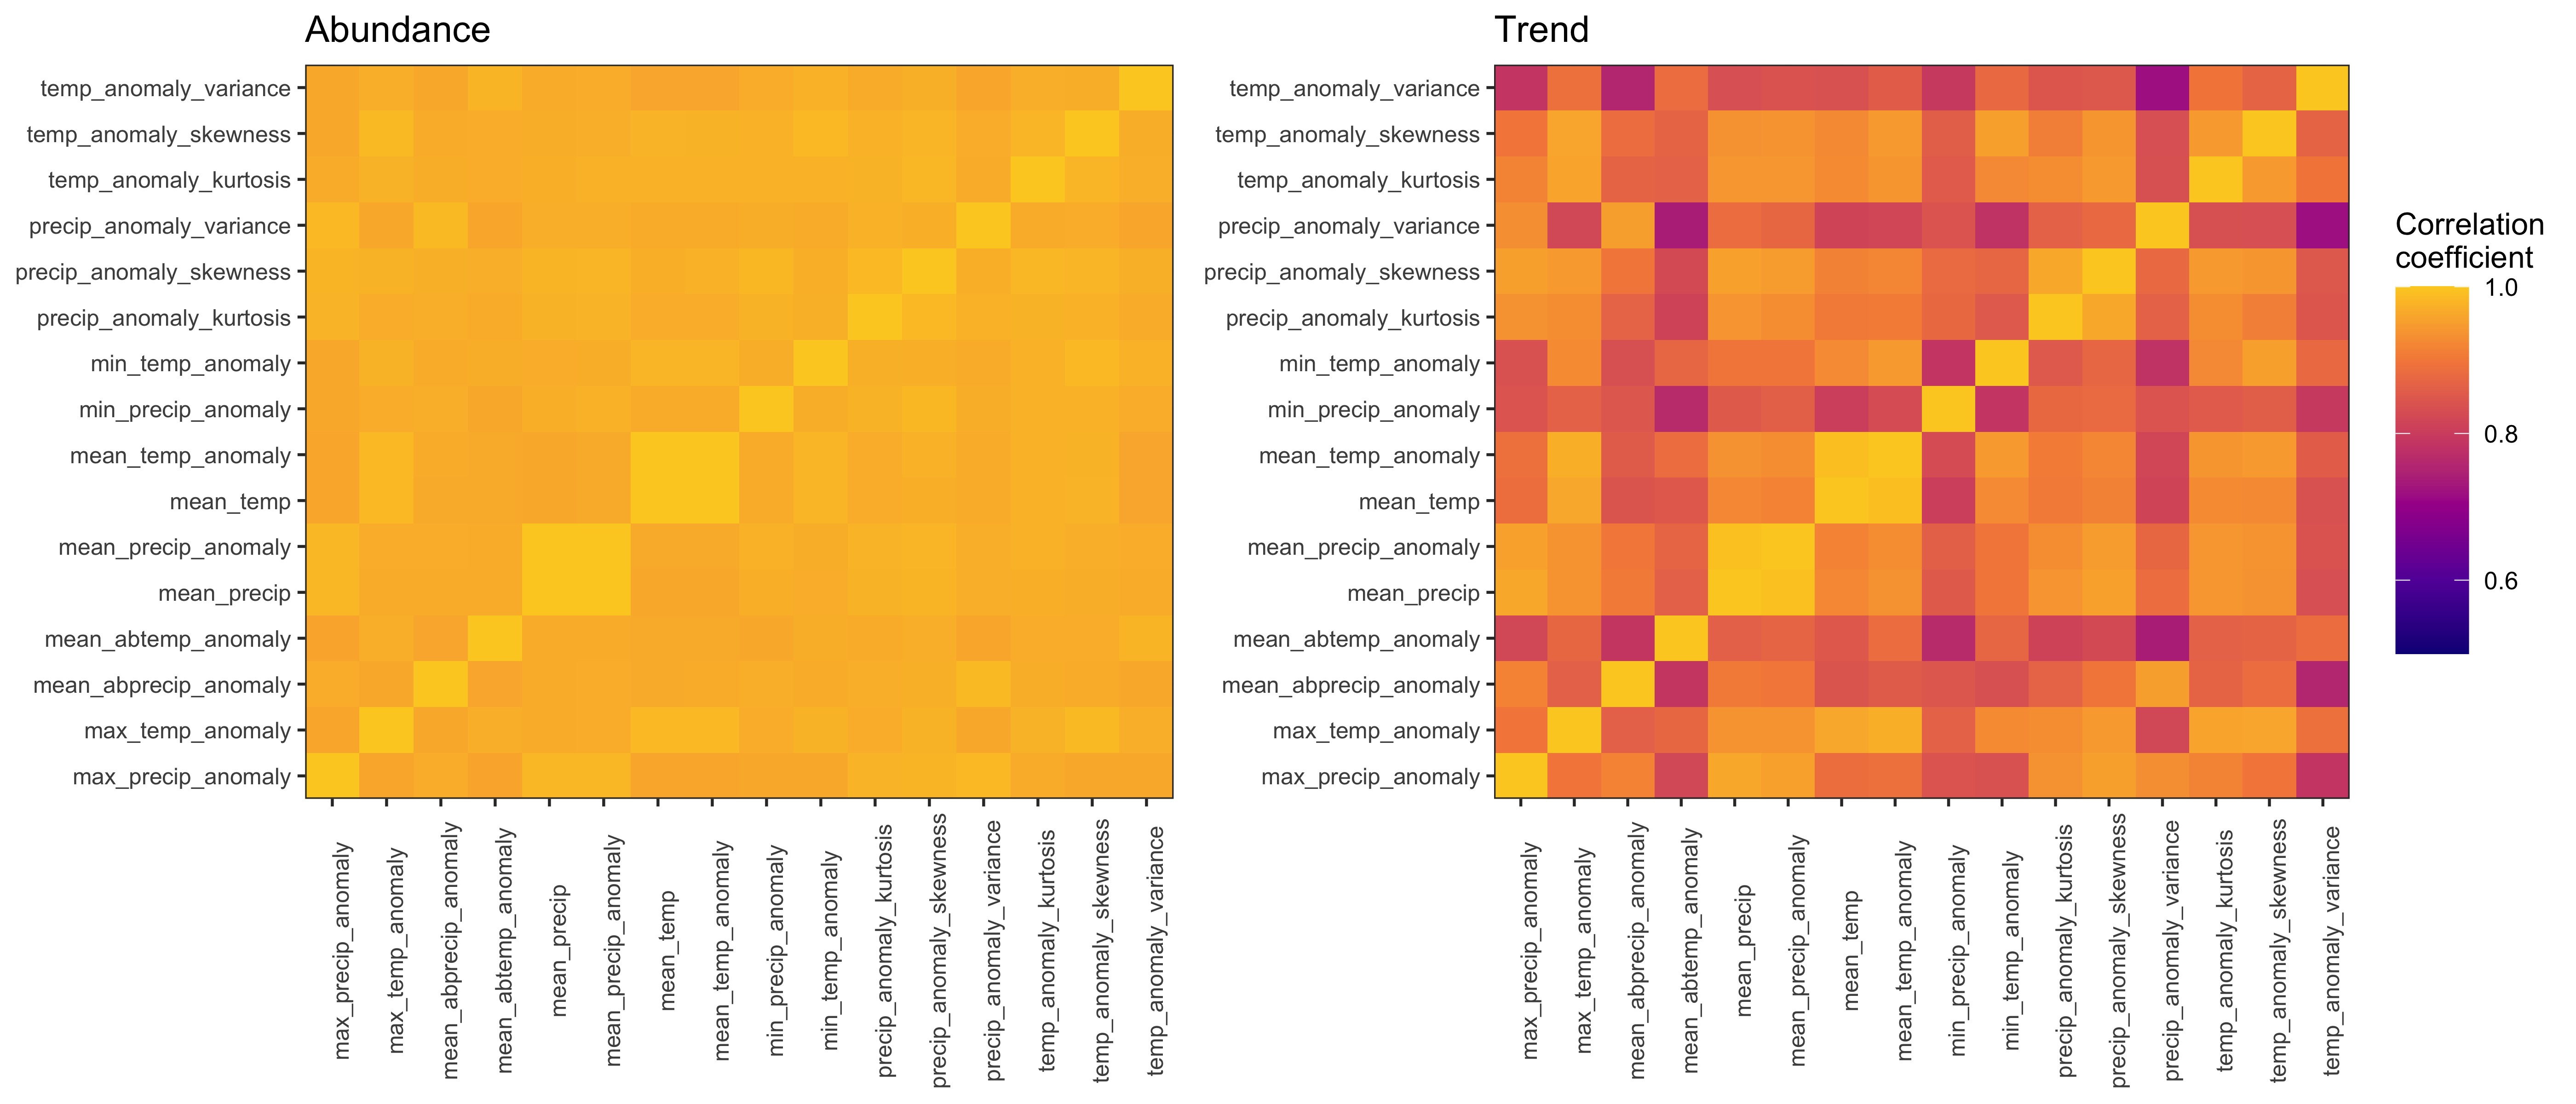 Abundance
temp_anomaly_variance
temp_anomaly_skewness
temp_anomaly_kurtosis
precip_anomaly_variance
precip_anomaly_skewness
precip_anomaly_kurtosis
min_temp_anomaly
min_precip_anomaly
mean_temp_anomaly
mean_temp
mean_precip_anomaly
mean_precip
mean_abtemp_anomaly
mean_abprecip_anomaly
max_temp_anomaly
max_precip_anomaly
max_precip_anomaly
max_temp_anomaly
mean_abprecip_anomaly
mean_abtemp_anomaly
mean_precip
mean_precip_anomaly
mean_temp
mean_temp_anomaly
min_precip_anomaly
min_temp_anomaly
precip_anomaly_kurtosis
precip_anomaly_skewness
precip_anomaly_variance
temp_anomaly_kurtosis
temp_anomaly_skewness
temp_anomaly_variance
Trend
temp_anomaly_variance
temp_anomaly_skewness
temp_anomaly_kurtosis
precip_anomaly_variance
precip_anomaly_skewness
precip_anomaly_kurtosis
min_temp_anomaly
min_precip_anomaly
mean_temp_anomaly
mean_temp
mean_precip_anomaly
mean_precip
mean_abtemp_anomaly
mean_abprecip_anomaly
max_temp_anomaly
max_precip_anomaly
max_precip_anomaly
max_temp_anomaly
mean_abprecip_anomaly
mean_abtemp_anomaly
mean_precip
mean_precip_anomaly
mean_temp
mean_temp_anomaly
min_precip_anomaly
min_temp_anomaly
precip_anomaly_kurtosis
precip_anomaly_skewness
precip_anomaly_variance
temp_anomaly_kurtosis
temp_anomaly_skewness
temp_anomaly_variance
Correlation
coefficient
1.0
0.8
0.6